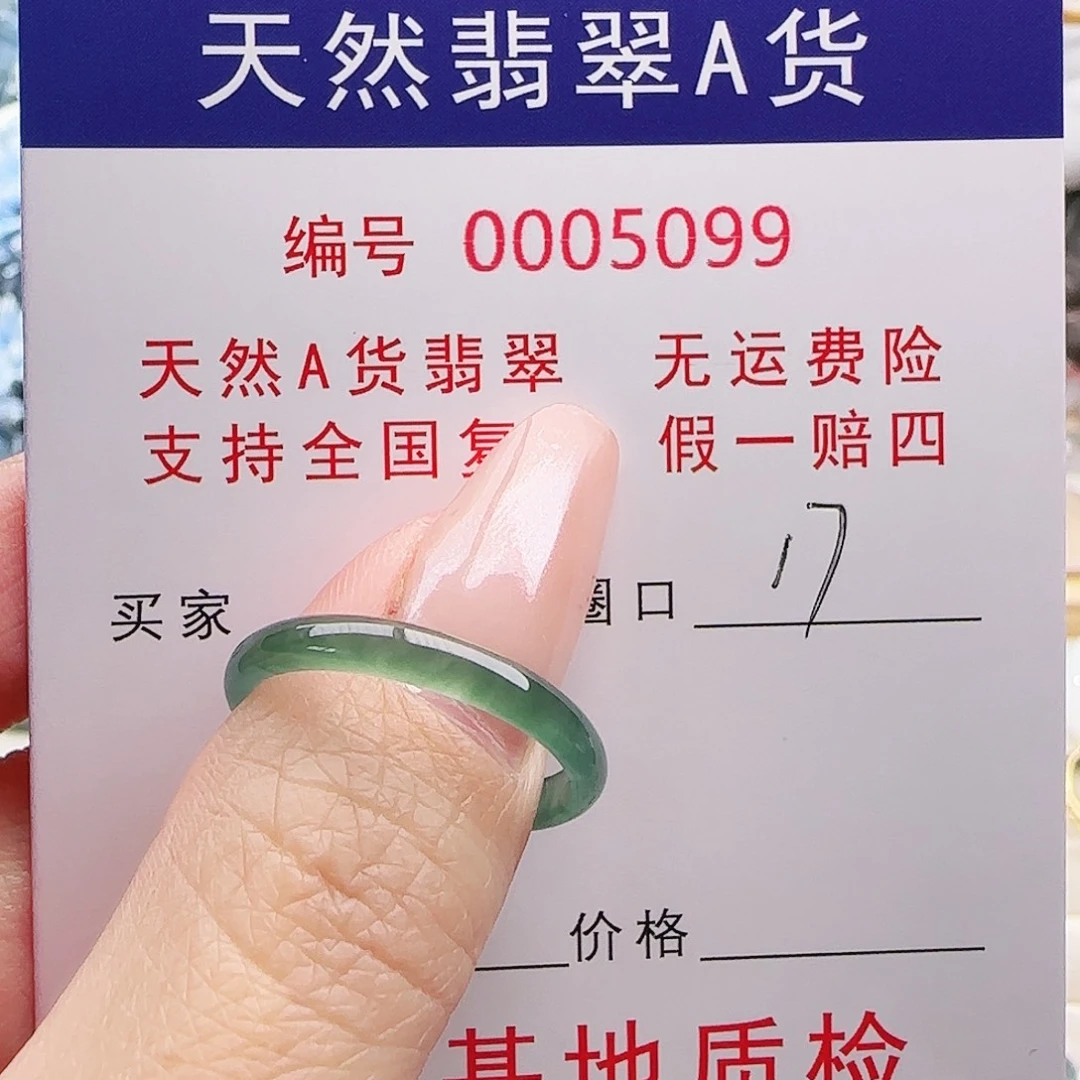 天然翡翠A货
编号 0005099
天然A货翡翠 无运费险
支持全国复 假一赔四
买家 圈口 17
价格
基地质检